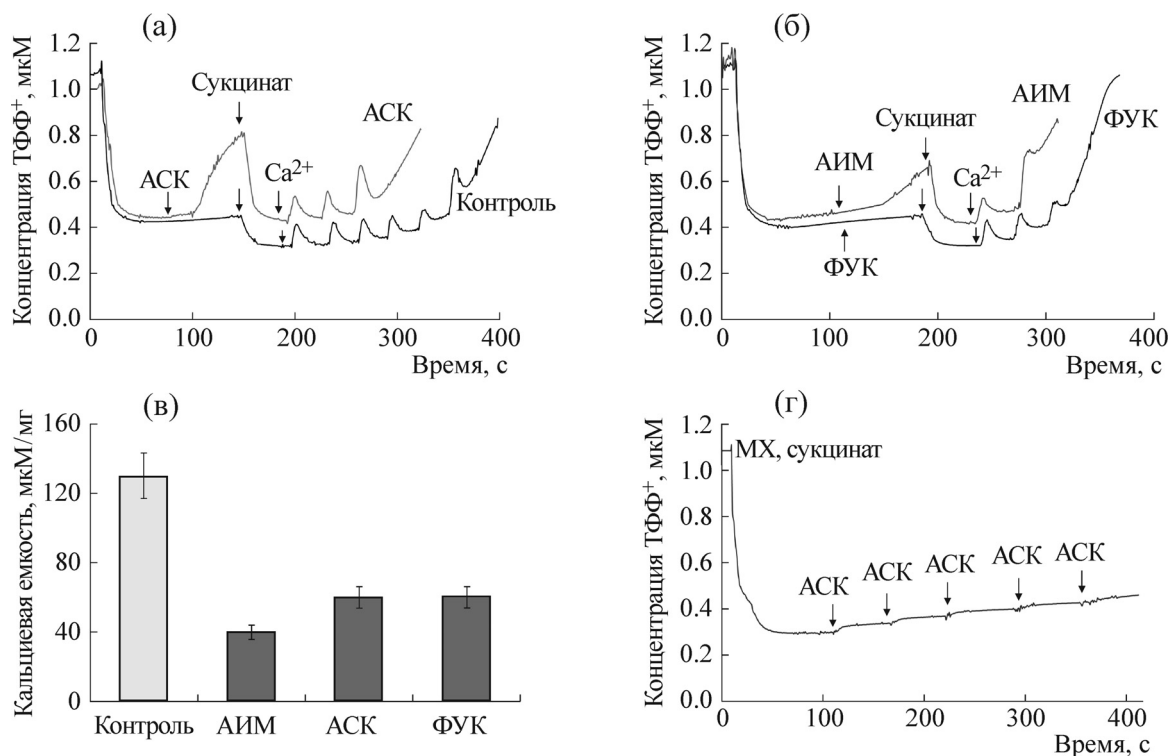 (а)
Концентрация ТФФ⁺, мкМ
1.2
1.0
0.8
0.6
0.4
0.2
0.0
Сукцинат
АСК
АСК
Ca²⁺
Контроль
0
100
200
300
400
Время, с
(б)
Концентрация ТФФ⁺, мкМ
1.2
1.0
0.8
0.6
0.4
0.2
0.0
АИМ
ФУК
Сукцинат
АИМ
Ca²⁺
ФУК
0
100
200
300
400
Время, с
(в)
Кальциевая емкость, мкМ/мг
160
120
80
40
0
Контроль
АИМ
АСК
ФУК
(г)
Концентрация ТФФ⁺, мкМ
1.2
1.0
0.8
0.6
0.4
0.2
0.0
МХ, сукцинат
АСК
АСК
АСК
АСК
АСК
0
100
200
300
400
Время, с